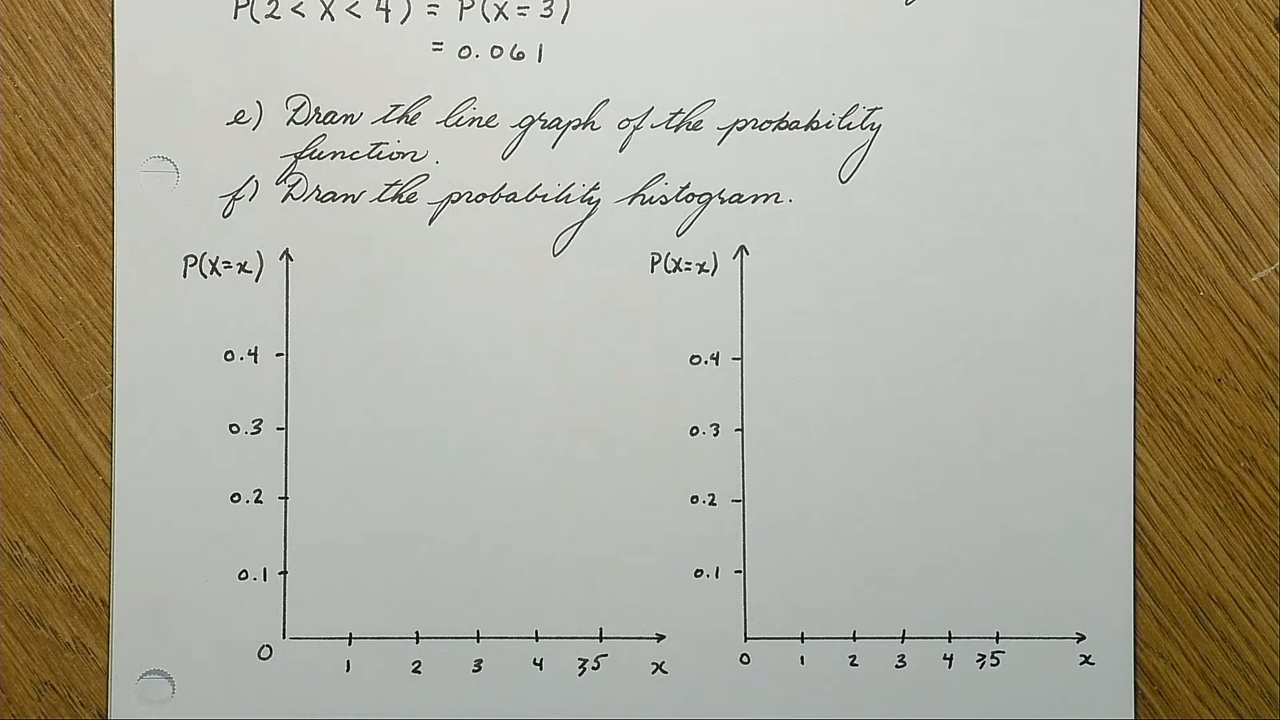 P(2 < X < 4) = P(X = 3)
= 0.061
e) Draw the line graph of the probability
function.
f) Draw the probability histogram.
P(X=x)
0.4
0.3
0.2
0.1
0
1 2 3 4 ≥5 x
P(X=x)
0.4
0.3
0.2
0.1
0 1 2 3 4 ≥5 x